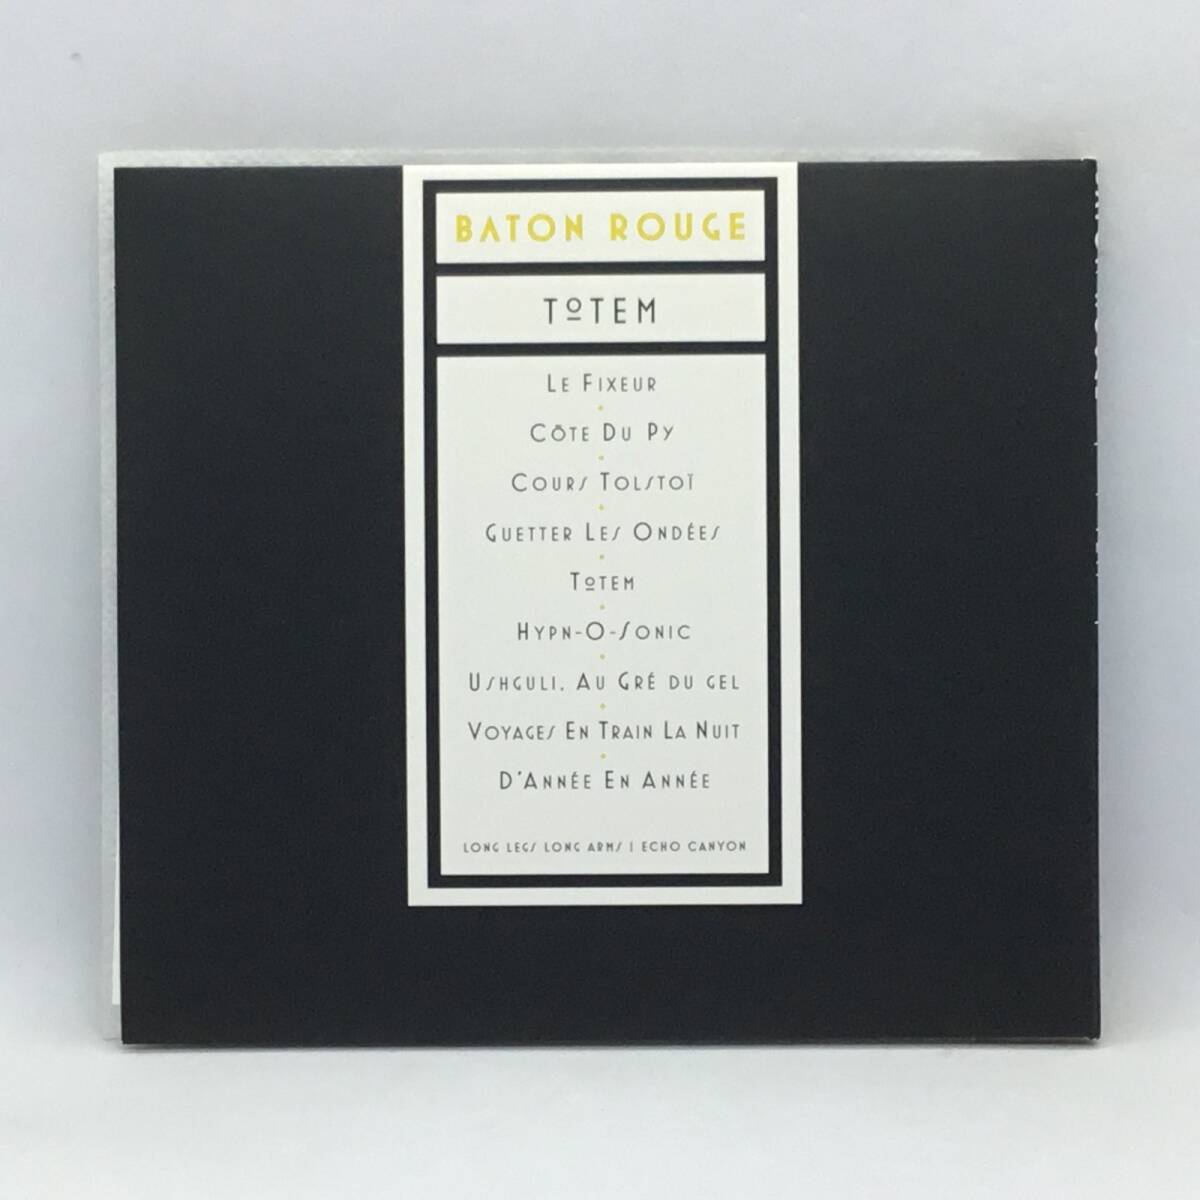 BATON ROUGE
TOTEM
LE FIXEUR
CÔTE DU PY
COURS TOLSTOÏ
GUETTER LES ONDÉES
TOTEM
HYPN-O-SONIC
USHGULI, AU GRÉ DU GEL
VOYAGES EN TRAIN LA NUIT
D'ANNÉE EN ANNÉE
LONG LEGS LONG ARMS | ECHO CANYON